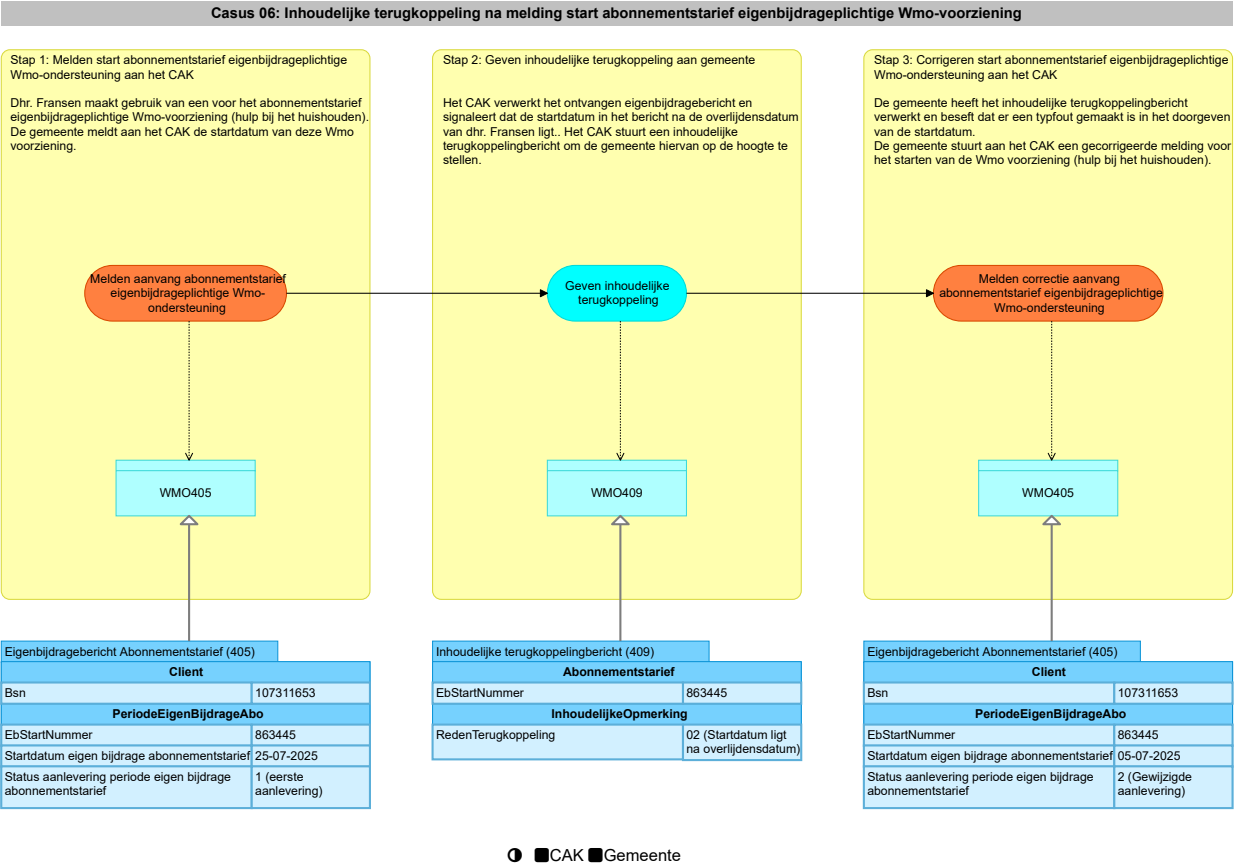 Casus 06: Inhoudelijke terugkoppeling na melding start abonnementstarief eigenbijdrageplichtige Wmo-voorziening
Stap 1: Melden start abonnementstarief eigenbijdrageplichtige
Wmo-ondersteuning aan het CAK
Dhr. Fransen maakt gebruik van een voor het abonnementstarief
eigenbijdrageplichtige Wmo-voorziening (hulp bij het huishouden).
De gemeente meldt aan het CAK de startdatum van deze Wmo
voorziening.
Melden aanvang abonnementstarief
eigenbijdrageplichtige Wmo-
ondersteuning
WMO405
Eigenbijdragebericht Abonnementstarief (405)
Client
Bsn 107311653
PeriodeEigenBijdrageAbo
EbStartNummer 863445
Startdatum eigen bijdrage abonnementstarief 25-07-2025
Status aanlevering periode eigen bijdrage 1 (eerste
abonnementstarief aanlevering)
Stap 2: Geven inhoudelijke terugkoppeling aan gemeente
Het CAK verwerkt het ontvangen eigenbijdragebericht en
signaleert dat de startdatum in het bericht na de overlijdensdatum
van dhr. Fransen ligt.. Het CAK stuurt een inhoudelijke
terugkoppelingbericht om de gemeente hiervan op de hoogte te
stellen.
Geven inhoudelijke
terugkoppeling
WMO409
Inhoudelijke terugkoppelingbericht (409)
Abonnementstarief
EbStartNummer 863445
InhoudelijkeOpmerking
RedenTerugkoppeling 02 (Startdatum ligt
na overlijdensdatum)
Stap 3: Corrigeren start abonnementstarief eigenbijdrageplichtige
Wmo-ondersteuning aan het CAK
De gemeente heeft het inhoudelijke terugkoppelingbericht
verwerkt en beseft dat er een typfout gemaakt is in het doorgeven
van de startdatum.
De gemeente stuurt aan het CAK een gecorrigeerde melding voor
het starten van de Wmo voorziening (hulp bij het huishouden).
Melden correctie aanvang
abonnementstarief eigenbijdrageplichtige
Wmo-ondersteuning
WMO405
Eigenbijdragebericht Abonnementstarief (405)
Client
Bsn 107311653
PeriodeEigenBijdrageAbo
EbStartNummer 863445
Startdatum eigen bijdrage abonnementstarief 05-07-2025
Status aanlevering periode eigen bijdrage 2 (Gewijzigde
abonnementstarief aanlevering)
CAK Gemeente